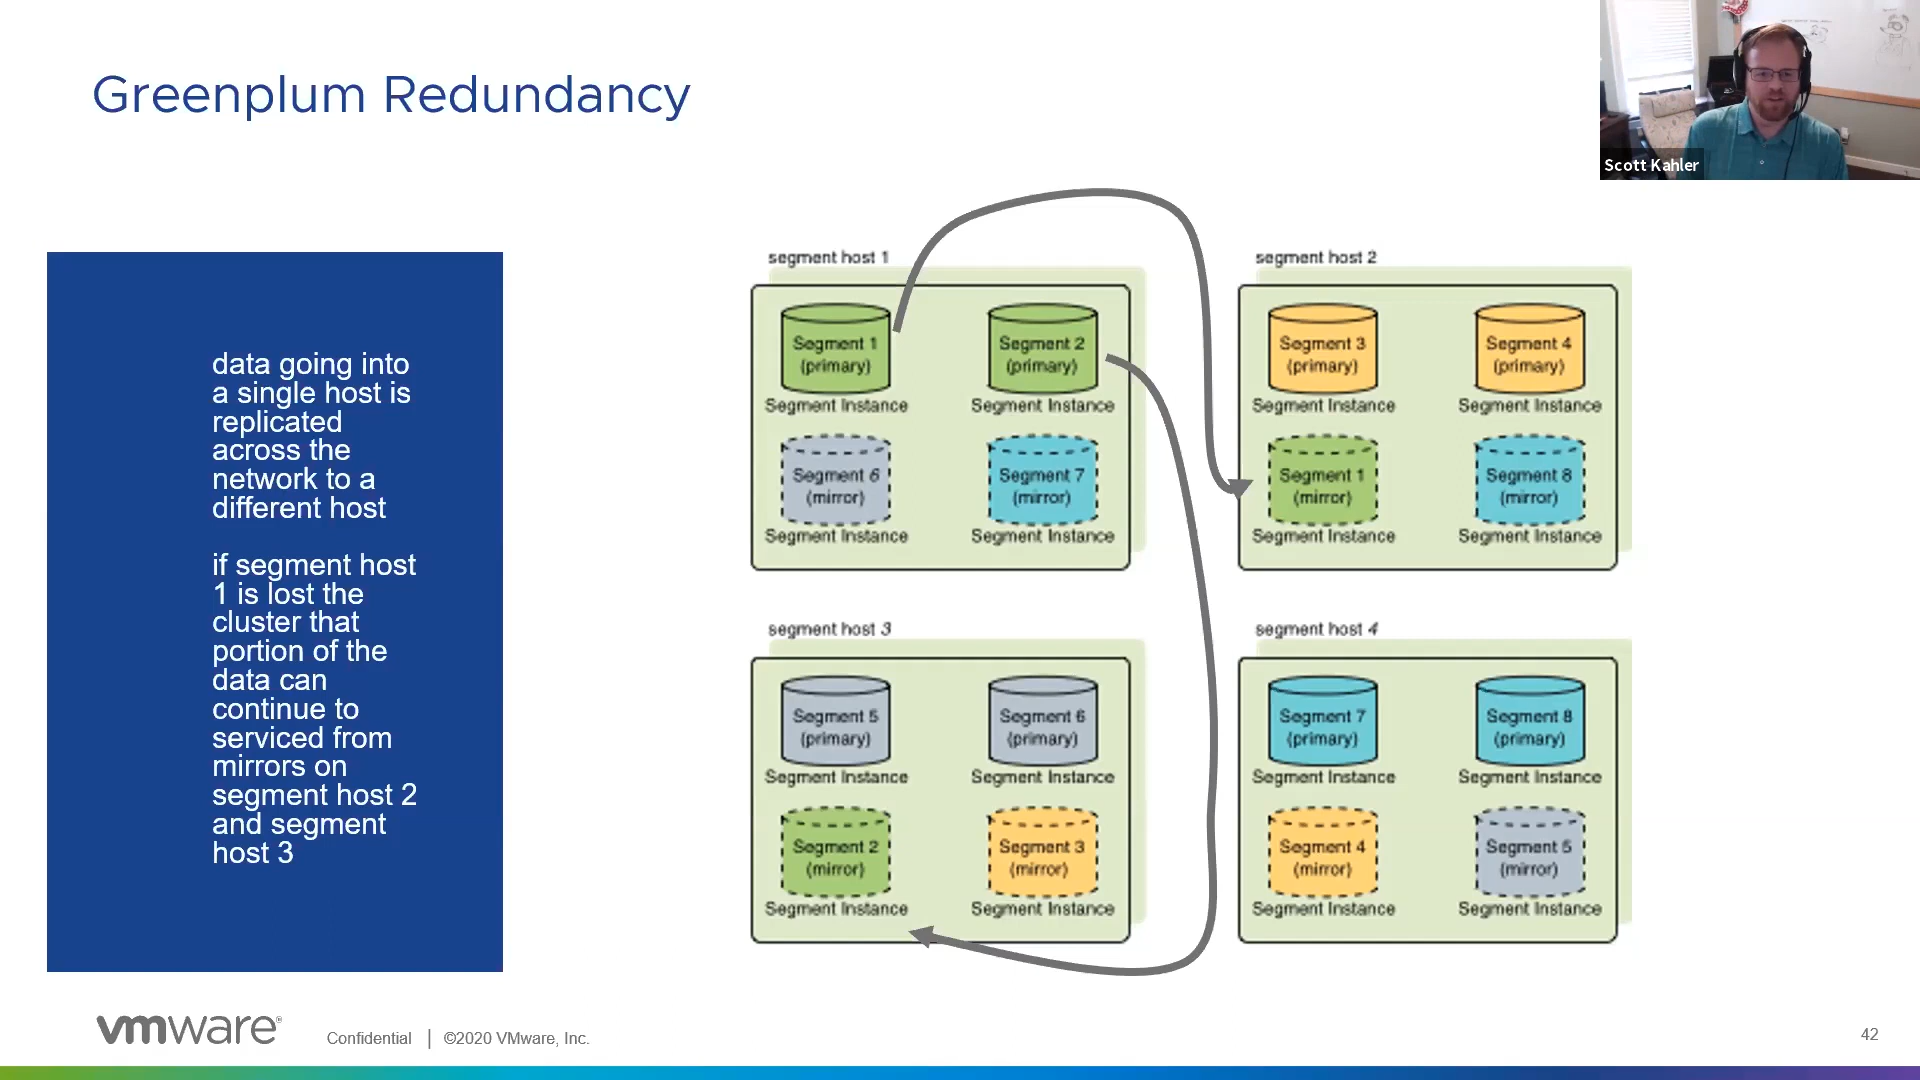 Greenplum Redundancy
Scott Kahler
data going into
a single host is
replicated
across the
network to a
different host
if segment host
1 is lost the
cluster that
portion of the
data can
continue to
serviced from
mirrors on
segment host 2
and segment
host 3
segment host 1
Segment 1
(primary)
Segment Instance
Segment 2
(primary)
Segment Instance
Segment 6
(mirror)
Segment Instance
Segment 7
(mirror)
Segment Instance
segment host 2
Segment 3
(primary)
Segment Instance
Segment 4
(primary)
Segment Instance
Segment 1
(mirror)
Segment Instance
Segment 8
(mirror)
Segment Instance
segment host 3
Segment 5
(primary)
Segment Instance
Segment 6
(primary)
Segment Instance
Segment 2
(mirror)
Segment Instance
Segment 3
(mirror)
Segment Instance
segment host 4
Segment 7
(primary)
Segment Instance
Segment 8
(primary)
Segment Instance
Segment 4
(mirror)
Segment Instance
Segment 5
(mirror)
Segment Instance
vmware®
Confidential | ©2020 VMware, Inc.
42